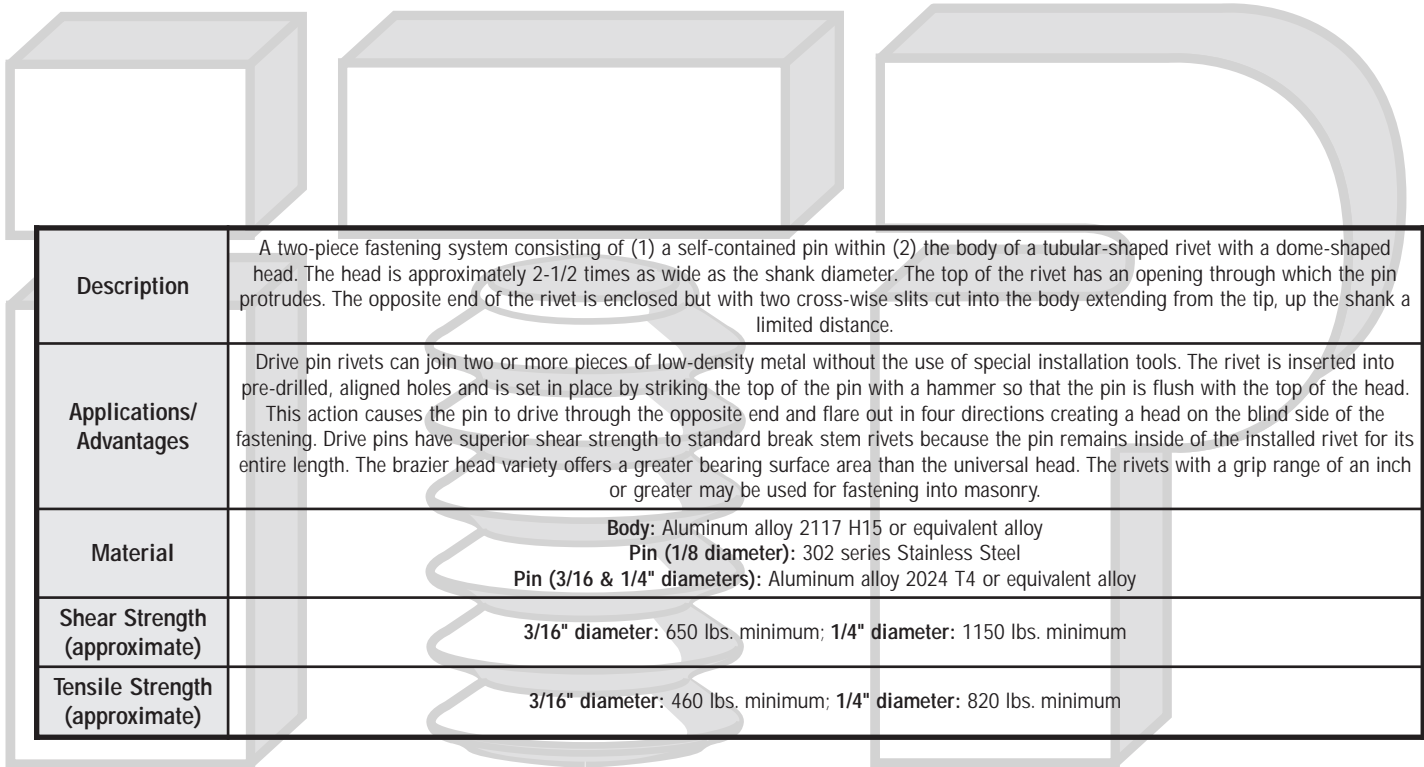 Description
A two-piece fastening system consisting of (1) a self-contained pin within (2) the body of a tubular-shaped rivet with a dome-shaped
head. The head is approximately 2-1/2 times as wide as the shank diameter. The top of the rivet has an opening through which the pin
protrudes. The opposite end of the rivet is enclosed but with two cross-wise slits cut into the body extending from the tip, up the shank a
limited distance.
Applications/
Advantages
Drive pin rivets can join two or more pieces of low-density metal without the use of special installation tools. The rivet is inserted into
pre-drilled, aligned holes and is set in place by striking the top of the pin with a hammer so that the pin is flush with the top of the head.
This action causes the pin to drive through the opposite end and flare out in four directions creating a head on the blind side of the
fastening. Drive pins have superior shear strength to standard break stem rivets because the pin remains inside of the installed rivet for its
entire length. The brazier head variety offers a greater bearing surface area than the universal head. The rivets with a grip range of an inch
or greater may be used for fastening into masonry.
Material
Body: Aluminum alloy 2117 H15 or equivalent alloy
Pin (1/8 diameter): 302 series Stainless Steel
Pin (3/16 & 1/4" diameters): Aluminum alloy 2024 T4 or equivalent alloy
Shear Strength
(approximate)
3/16" diameter: 650 lbs. minimum; 1/4" diameter: 1150 lbs. minimum
Tensile Strength
(approximate)
3/16" diameter: 460 lbs. minimum; 1/4" diameter: 820 lbs. minimum